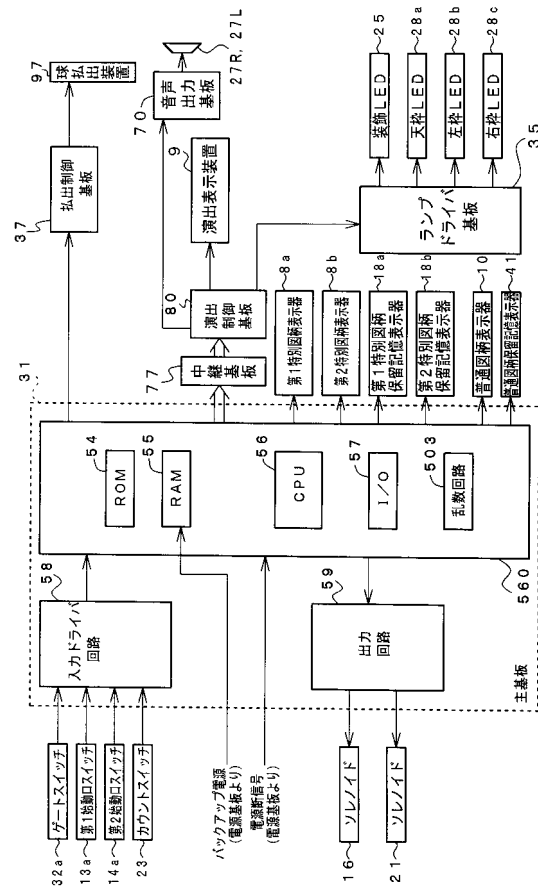 31
主基板
32a
ゲートスイッチ
13a
第1始動口スイッチ
14a
第2始動口スイッチ
23
カウントスイッチ
58
入力ドライバ
回路
バックアップ電源
(電源基板より)
電源断信号
(電源基板より)
16
ソレノイド
21
ソレノイド
59
出力
回路
560
54
ROM
55
RAM
56
CPU
57
I/O
503
乱数回路
37
払出制御
基板
97
球払出装置
77
中継
基板
80
演出
制御
基板
70
音声
出力
基板
27R, 27L
9
演出表示装置
8a
第1特別図柄表示器
8b
第2特別図柄表示器
18a
第1特別図柄
保留記憶表示器
18b
第2特別図柄
保留記憶表示器
10
普通図柄表示器
41
普通図柄保留記憶表示器
35
ランプ
ドライバ
基板
25
装飾LED
28a
天枠LED
28b
左枠LED
28c
右枠LED